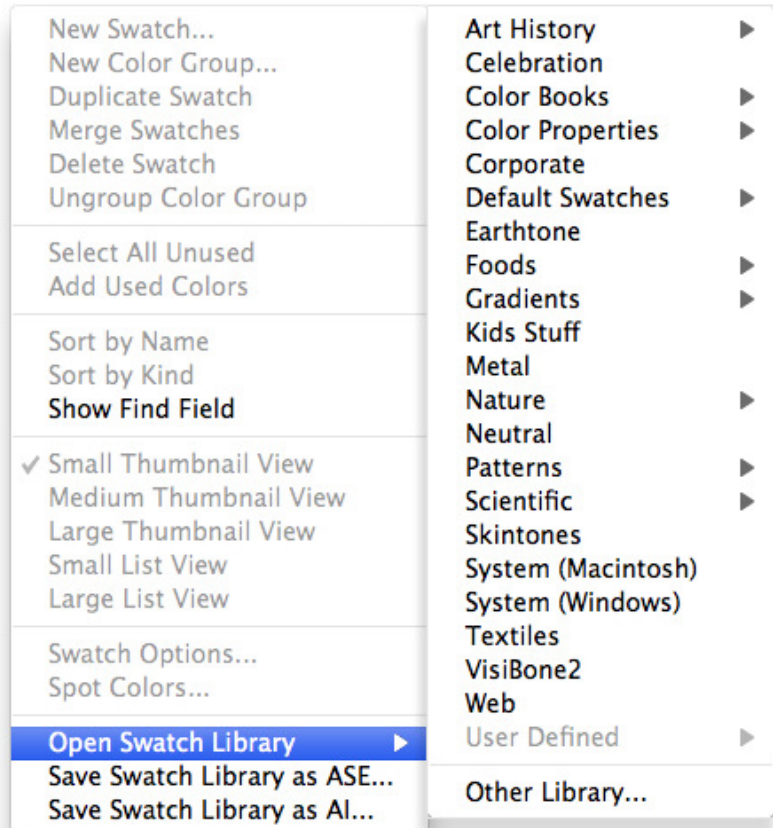 New Swatch...
New Color Group...
Duplicate Swatch
Merge Swatches
Delete Swatch
Ungroup Color Group
Select All Unused
Add Used Colors
Sort by Name
Sort by Kind
Show Find Field
Small Thumbnail View
Medium Thumbnail View
Large Thumbnail View
Small List View
Large List View
Swatch Options...
Spot Colors...
Open Swatch Library
Save Swatch Library as ASE...
Save Swatch Library as AI...
Art History
Celebration
Color Books
Color Properties
Corporate
Default Swatches
Earthtone
Foods
Gradients
Kids Stuff
Metal
Nature
Neutral
Patterns
Scientific
Skintones
System (Macintosh)
System (Windows)
Textiles
VisiBone2
Web
User Defined
Other Library...